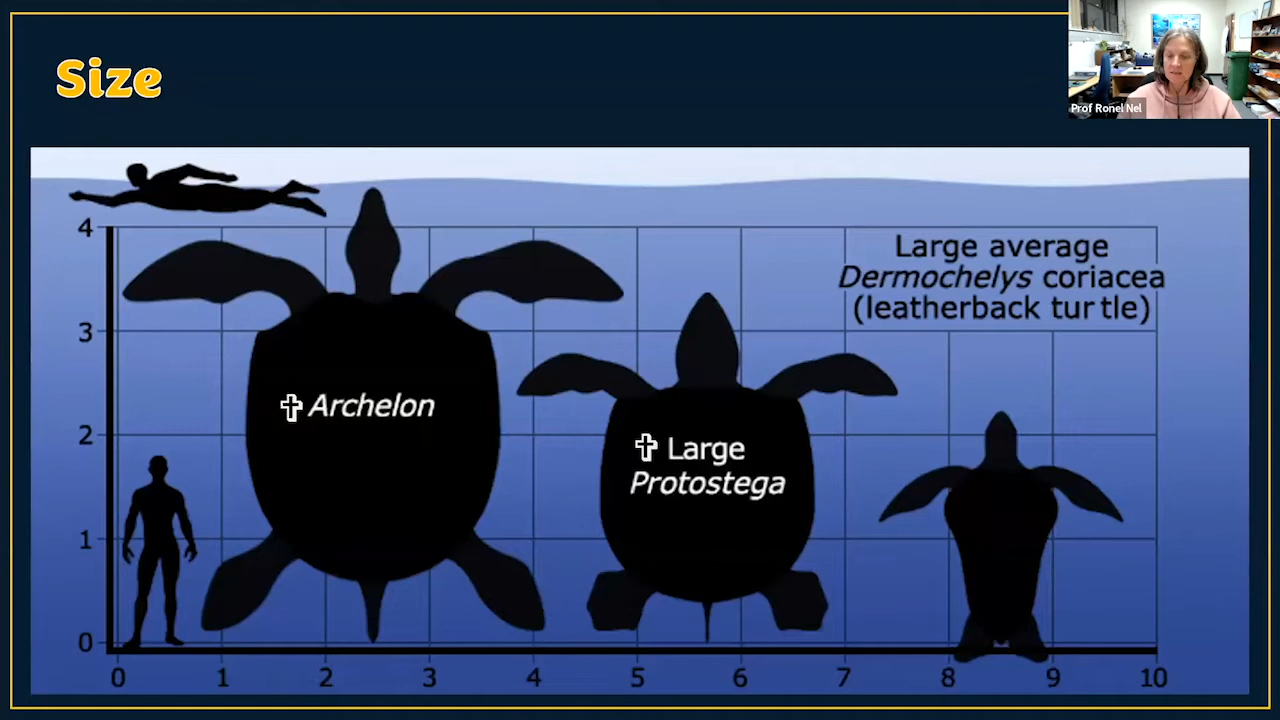 Size
Prof Ronel Nel
4
3
2
1
0
Large average
Dermochelys coriacea
(leatherback turtle)
✝ Archelon
✝ Large
Protostega
0 1 2 3 4 5 6 7 8 9 10